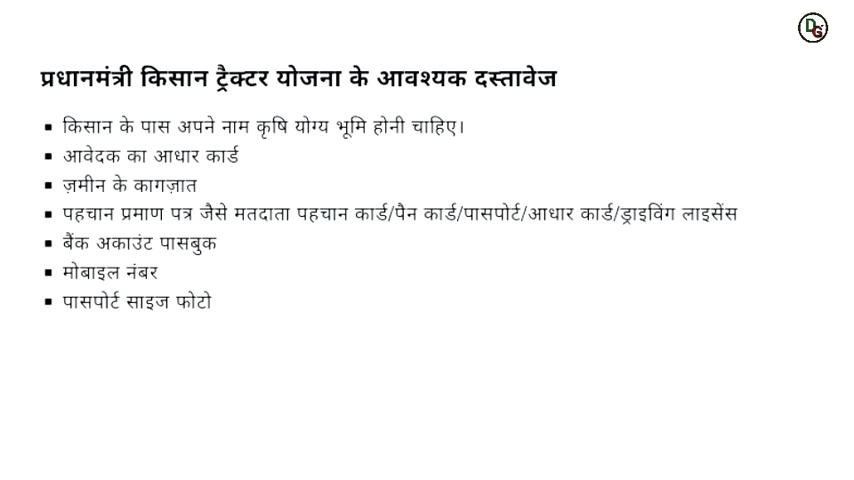 DG
प्रधानमंत्री किसान ट्रैक्टर योजना के आवश्यक दस्तावेज
▪ किसान के पास अपने नाम कृषि योग्य भूमि होनी चाहिए।
▪ आवेदक का आधार कार्ड
▪ ज़मीन के कागज़ात
▪ पहचान प्रमाण पत्र जैसे मतदाता पहचान कार्ड/पैन कार्ड/पासपोर्ट/आधार कार्ड/ड्राइविंग लाइसेंस
▪ बैंक अकाउंट पासबुक
▪ मोबाइल नंबर
▪ पासपोर्ट साइज फोटो